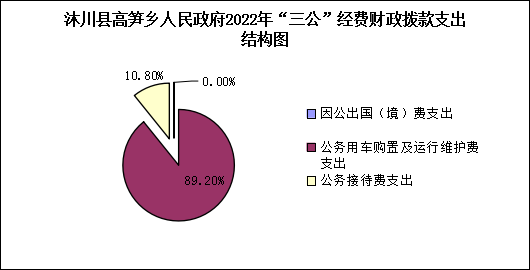 沐川县高笋乡人民政府2022年“三公”经费财政拨款支出
结构图
10.80%
0.00%
89.20%
因公出国（境）费支出
公务用车购置及运行维护费
支出
公务接待费支出